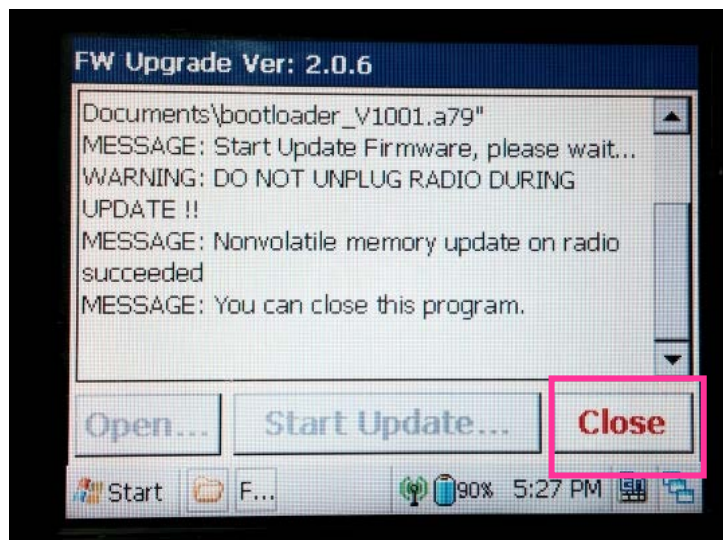 FW Upgrade Ver: 2.0.6
Documents\bootloader_V1001.a79"
MESSAGE: Start Update Firmware, please wait...
WARNING: DO NOT UNPLUG RADIO DURING
UPDATE !!
MESSAGE: Nonvolatile memory update on radio
succeeded
MESSAGE: You can close this program.
Open... Start Update... Close
Start F... 90% 5:27 PM